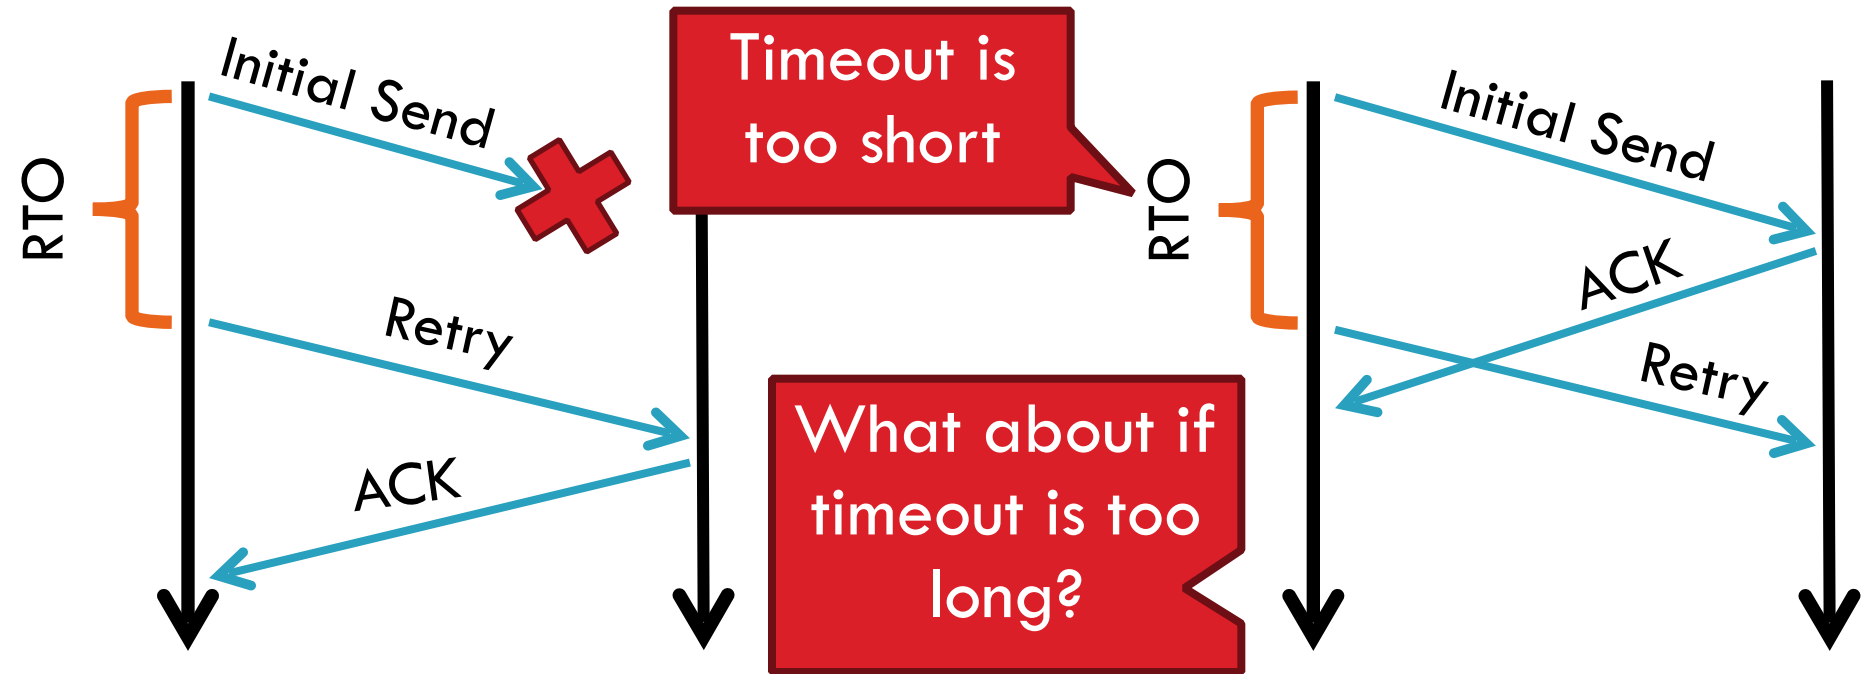 RTO
Initial Send
Retry
ACK
Timeout is
too short
What about if
timeout is too
long?
RTO
Initial Send
ACK
Retry